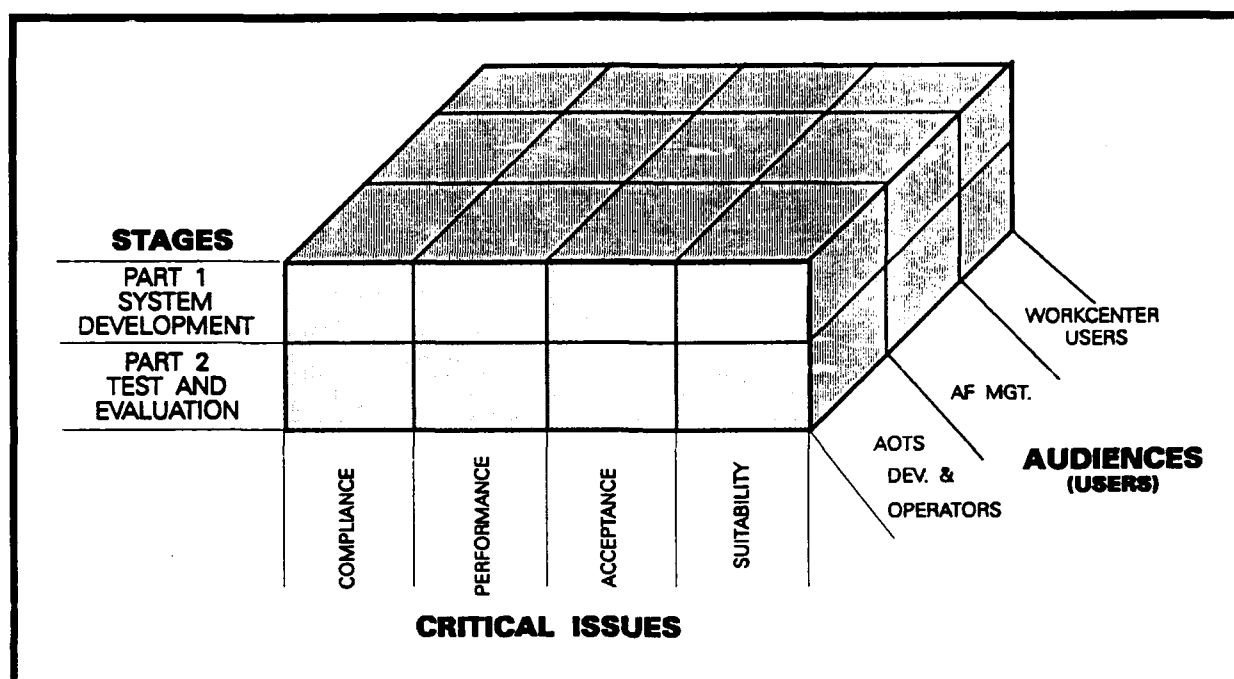 STAGES
PART 1
SYSTEM
DEVELOPMENT
PART 2
TEST AND
EVALUATION
COMPLIANCE
PERFORMANCE
ACCEPTANCE
SUITABILITY
CRITICAL ISSUES
WORKCENTER
USERS
AF MGT.
AOTS
DEV. &
OPERATORS
AUDIENCES
(USERS)